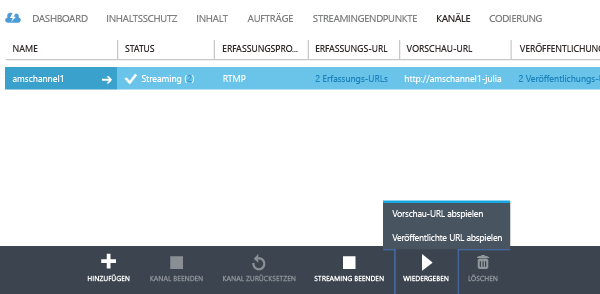 DASHBOARD INHALTSSCHUTZ INHALT AUFTRÄGE STREAMINGENDPUNKTE KANÄLE CODIERUNG
NAME STATUS ERFASSUNGSPRO... ERFASSUNGS-URL VORSCHAU-URL VERÖFFENTLICHUN
amschannel1 Streaming (2) RTMP 2 Erfassungs-URLs http://amschannel1-julia 2 Veröffentlichungs-
Vorschau-URL abspielen
Veröffentlichte URL abspielen
HINZUFÜGEN KANAL BEENDEN KANAL ZURÜCKSETZEN STREAMING BEENDEN WIEDERGEBEN LÖSCHEN